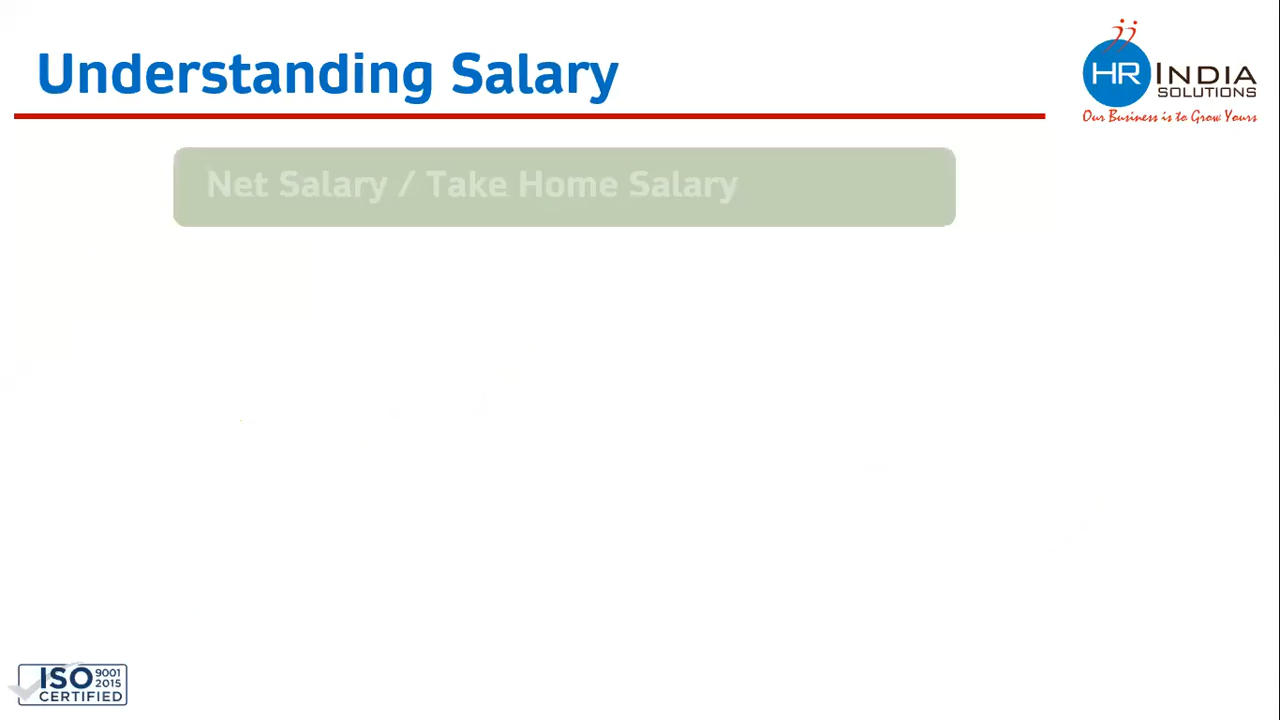 Understanding Salary
HR INDIA
SOLUTIONS
Our Business is to Grow Yours
Net Salary / Take Home Salary
ISO 9001
2015
CERTIFIED